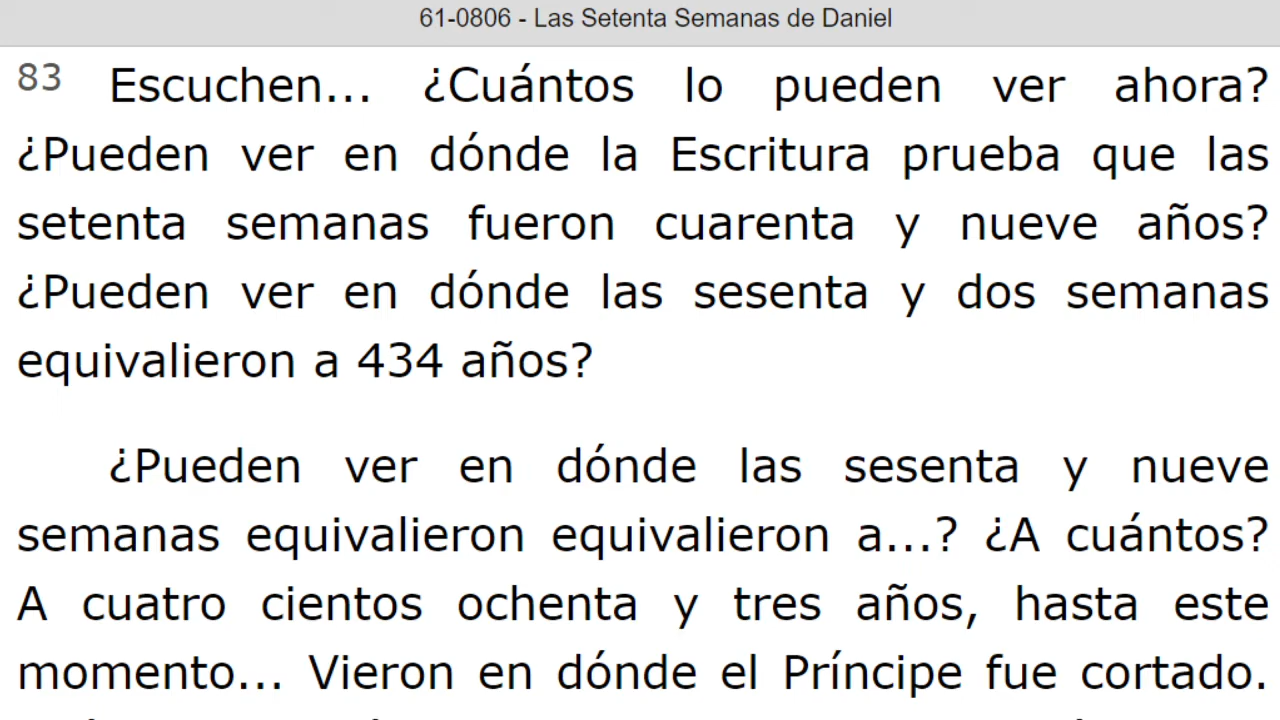 61-0806 - Las Setenta Semanas de Daniel
83 Escuchen... ¿Cuántos lo pueden ver ahora?
¿Pueden ver en dónde la Escritura prueba que las
setenta semanas fueron cuarenta y nueve años?
¿Pueden ver en dónde las sesenta y dos semanas
equivalieron a 434 años?
¿Pueden ver en dónde las sesenta y nueve
semanas equivalieron equivalieron a...? ¿A cuántos?
A cuatro cientos ochenta y tres años, hasta este
momento... Vieron en dónde el Príncipe fue cortado.